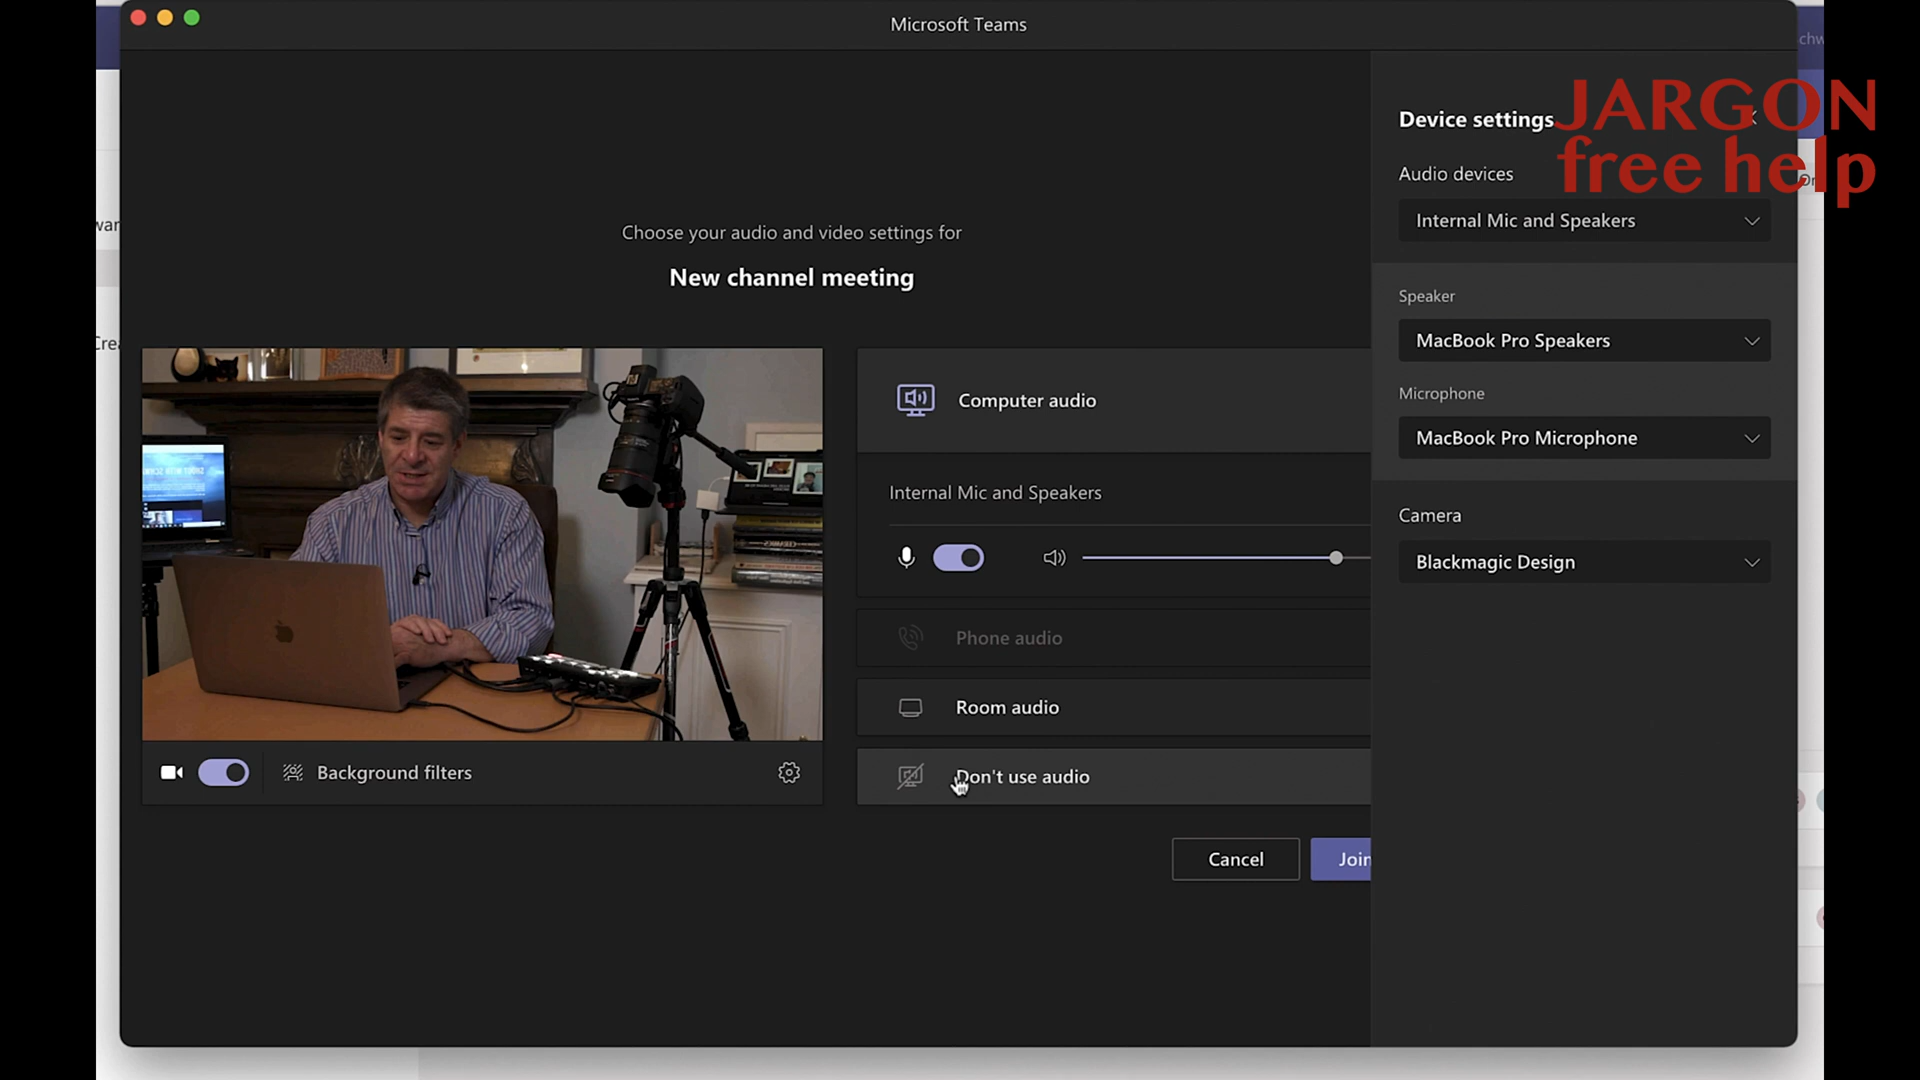 Microsoft Teams
JARGON
free help
Device settings
Audio devices
Internal Mic and Speakers
Choose your audio and video settings for
New channel meeting
Speaker
MacBook Pro Speakers
Microphone
MacBook Pro Microphone
Camera
Blackmagic Design
Computer audio
Internal Mic and Speakers
Phone audio
Room audio
Don't use audio
Background filters
Cancel
Join